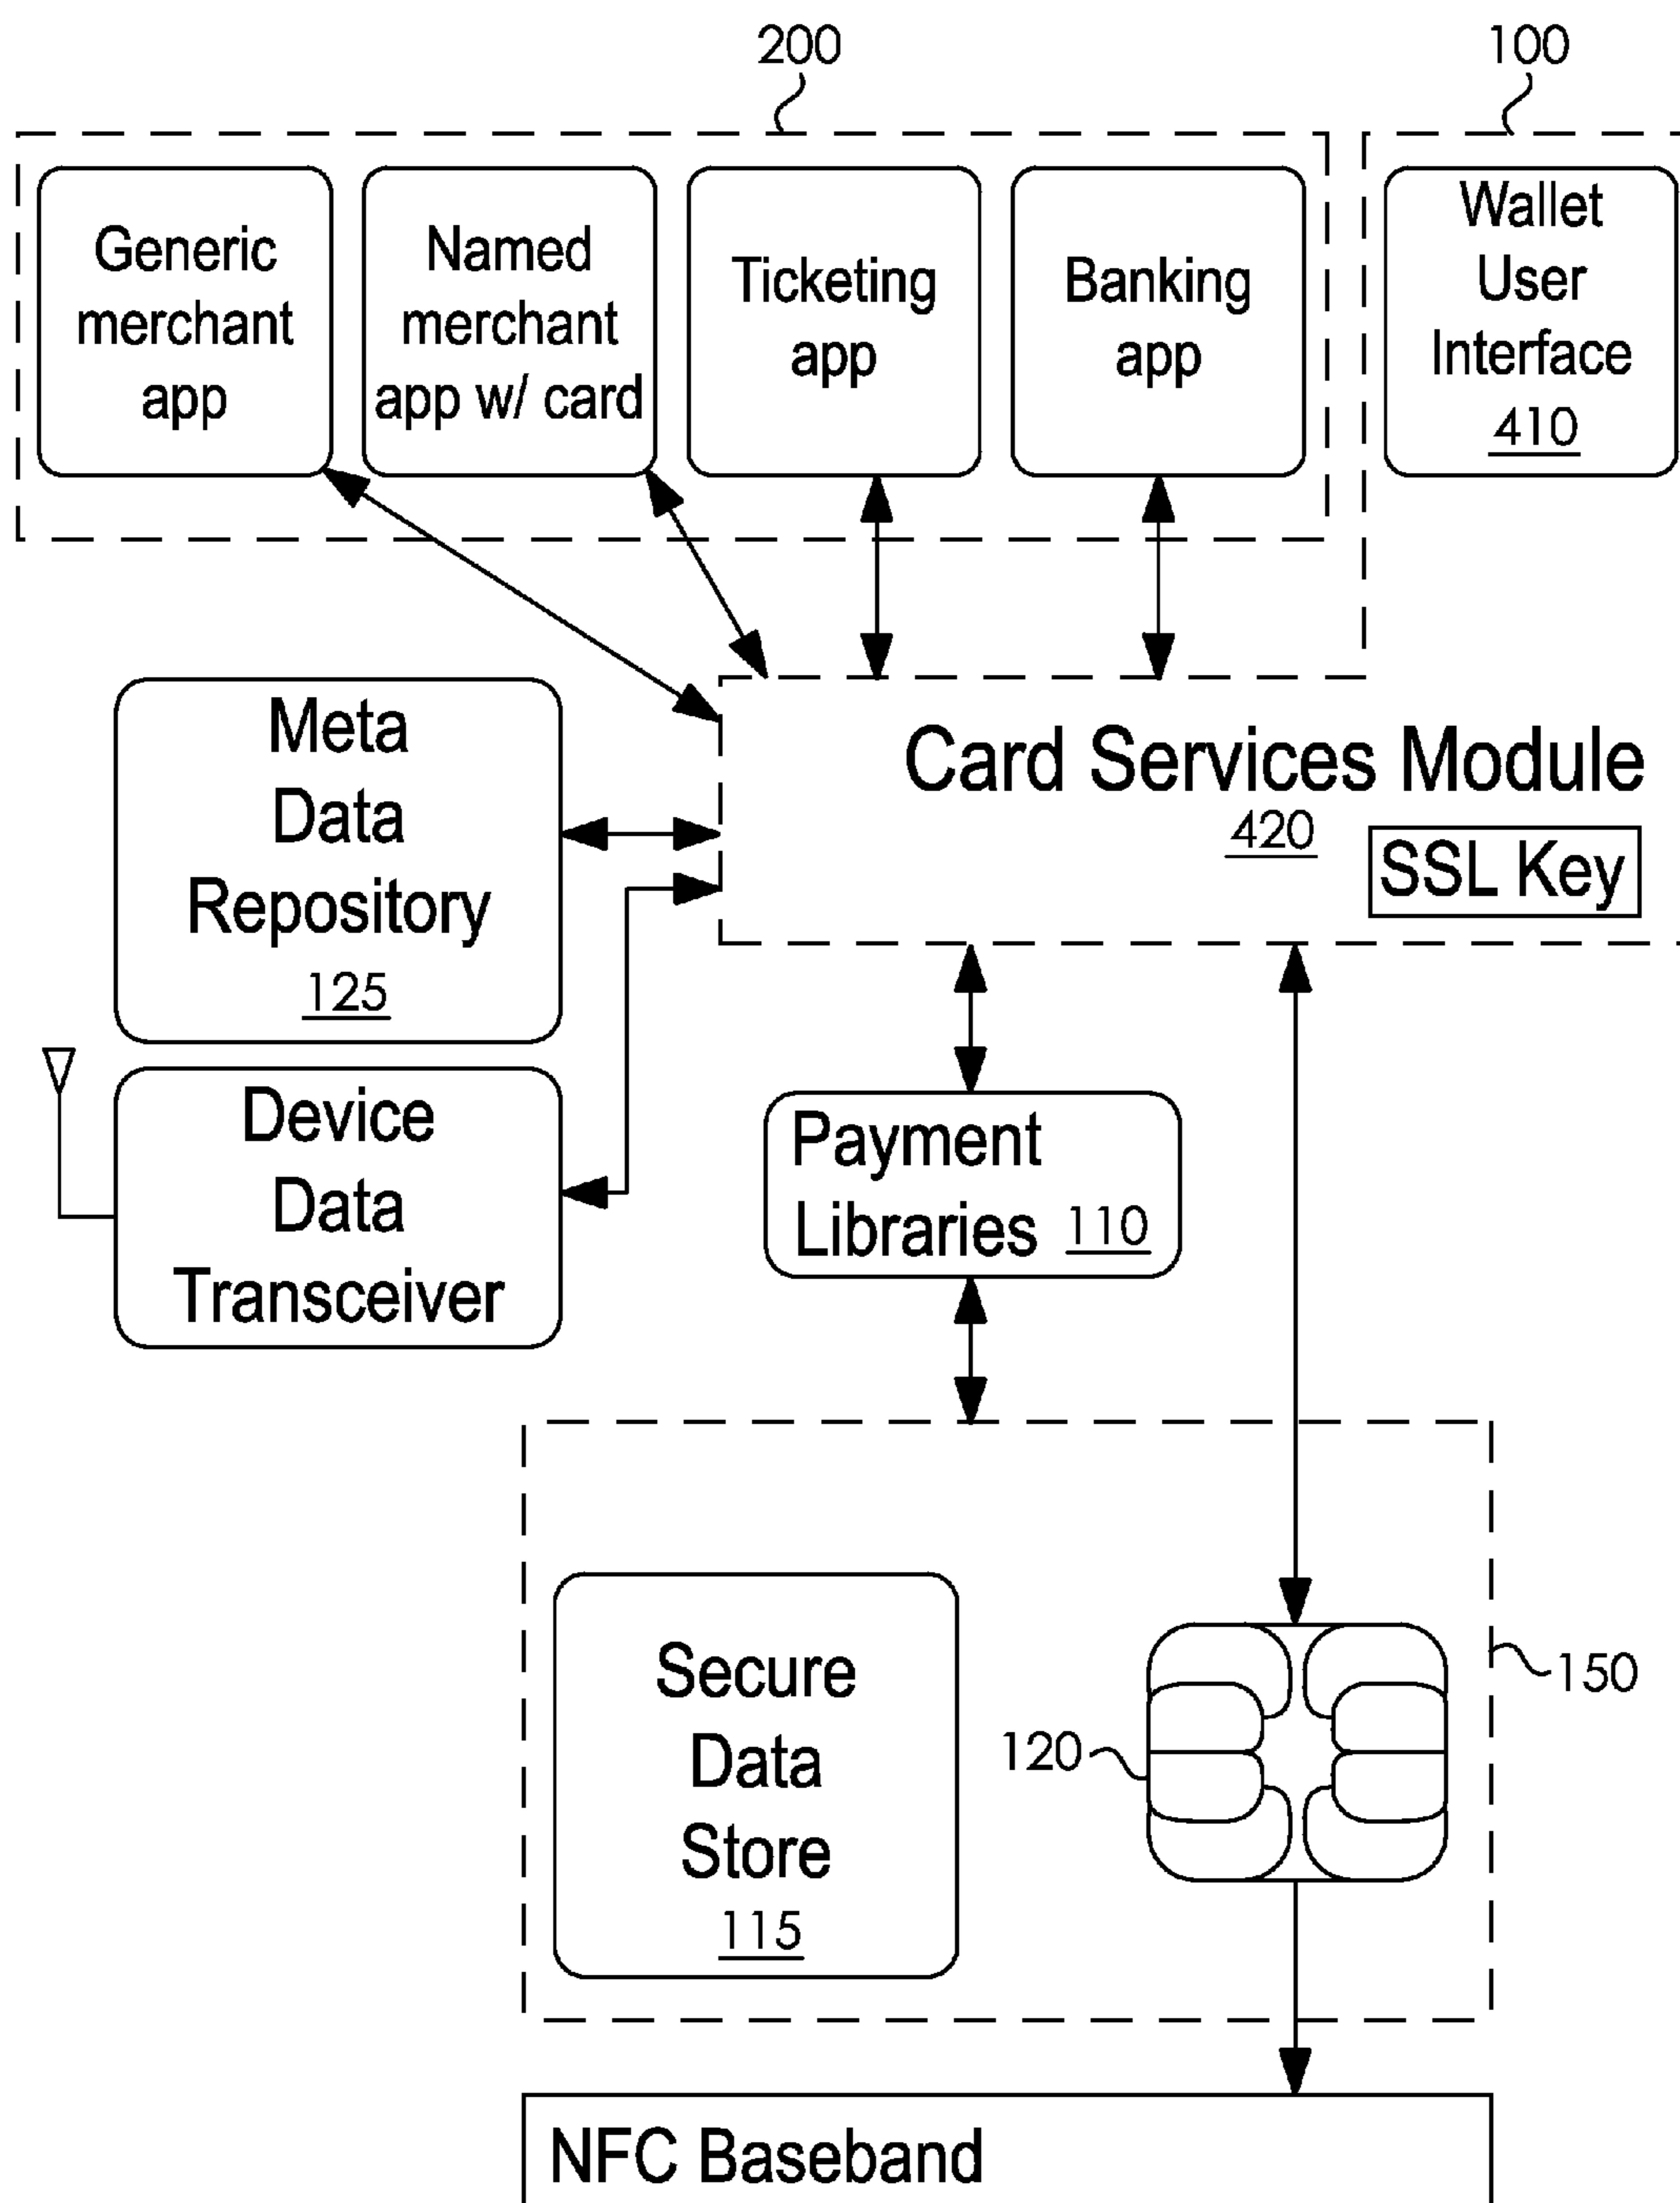 200
100
Generic
merchant
app
Named
merchant
app w/ card
Ticketing
app
Banking
app
Wallet
User
Interface
410
Meta
Data
Repository
125
Card Services Module
420
SSL Key
Device
Data
Transceiver
Payment
Libraries 110
Secure
Data
Store
115
120
150
NFC Baseband